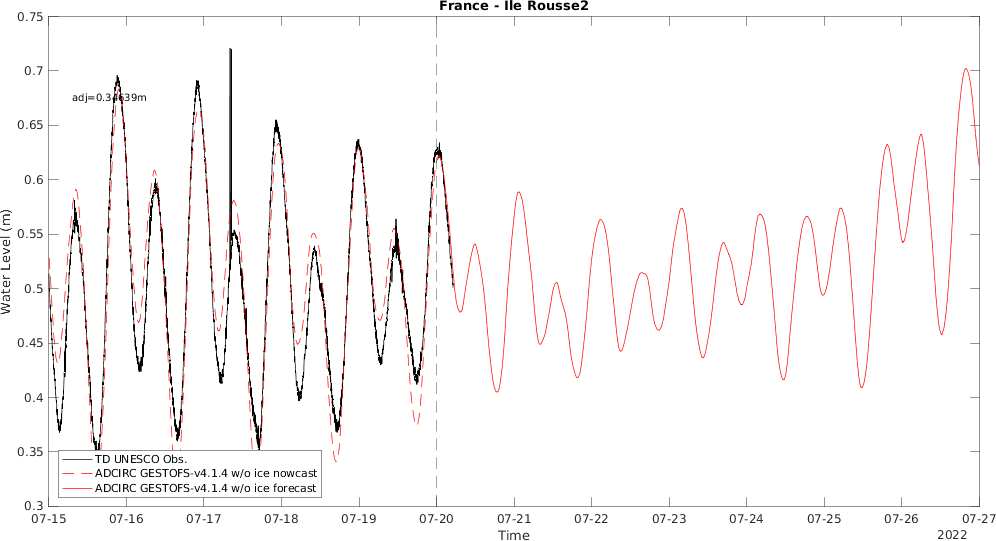 France - Ile Rousse2
Water Level (m)
0.75
0.7
0.65
0.6
0.55
0.5
0.45
0.4
0.35
0.3
adj=0.34639m
TD UNESCO Obs.
ADCIRC GESTOFS-v4.1.4 w/o ice nowcast
ADCIRC GESTOFS-v4.1.4 w/o ice forecast
07-15 07-16 07-17 07-18 07-19 07-20 07-21 07-22 07-23 07-24 07-25 07-26 07-27
Time
2022